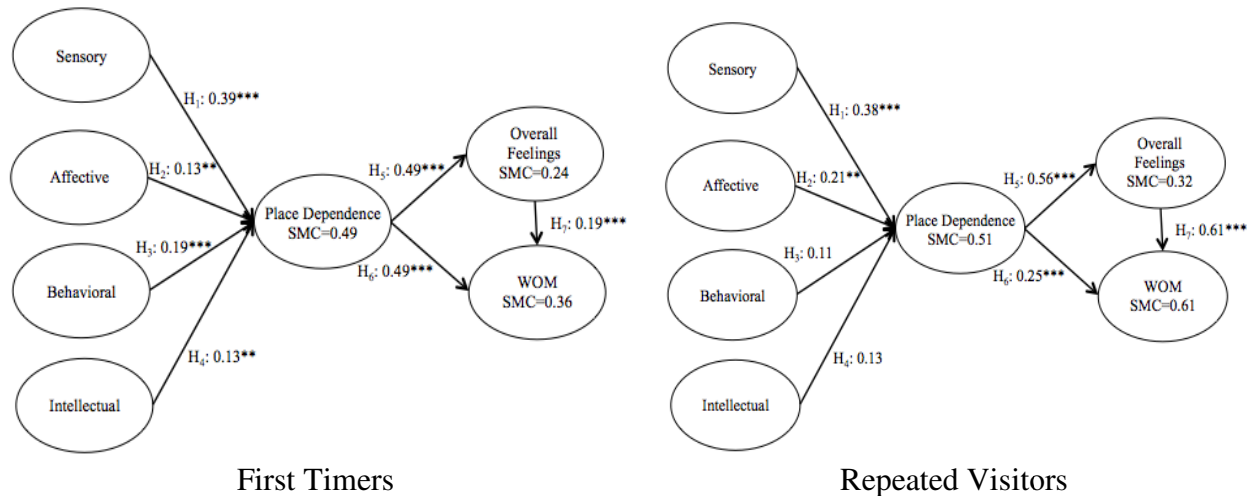 Sensory
H₁: 0.39***
Affective
H₂: 0.13**
Behavioral
H₃: 0.19***
Intellectual
H₄: 0.13**
Place Dependence
SMC=0.49
H₅: 0.49***
H₆: 0.49***
Overall
Feelings
SMC=0.24
H₇: 0.19***
WOM
SMC=0.36
First Timers
Sensory
H₁: 0.38***
Affective
H₂: 0.21**
Behavioral
H₃: 0.11
Intellectual
H₄: 0.13
Place Dependence
SMC=0.51
H₅: 0.56***
H₆: 0.25***
Overall
Feelings
SMC=0.32
H₇: 0.61***
WOM
SMC=0.61
Repeated Visitors